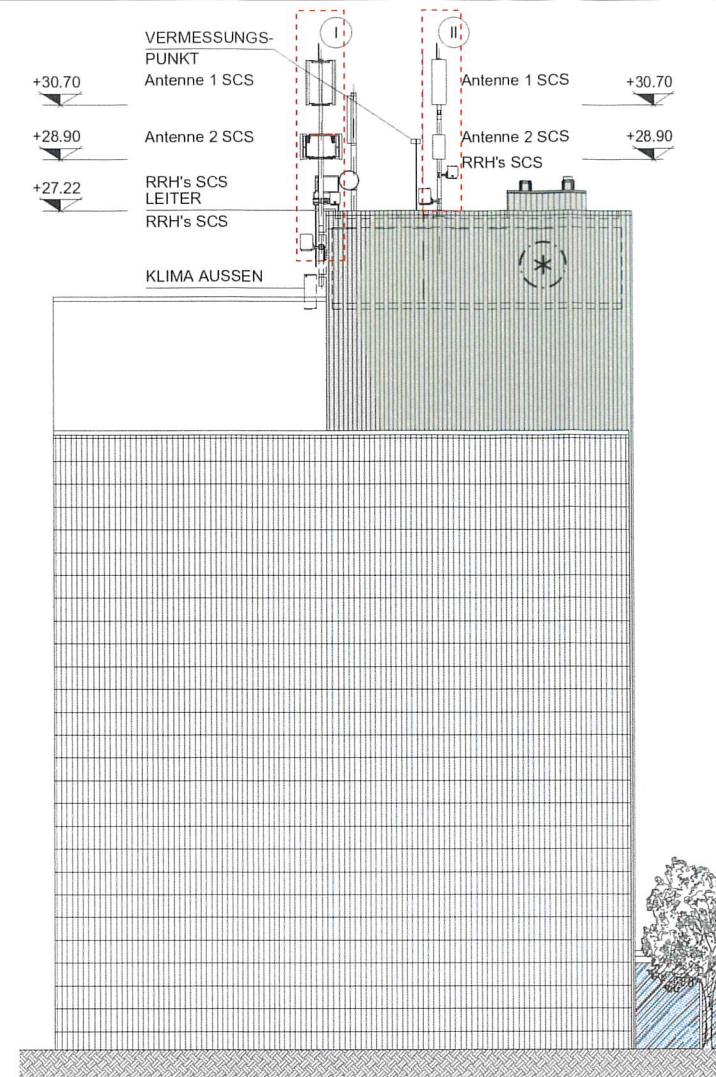 I
II
VERMESSUNGS-
PUNKT
+30.70
Antenne 1 SCS
Antenne 1 SCS
+30.70
+28.90
Antenne 2 SCS
Antenne 2 SCS
+28.90
RRH's SCS
+27.22
RRH's SCS
LEITER
RRH's SCS
KLIMA AUSSEN